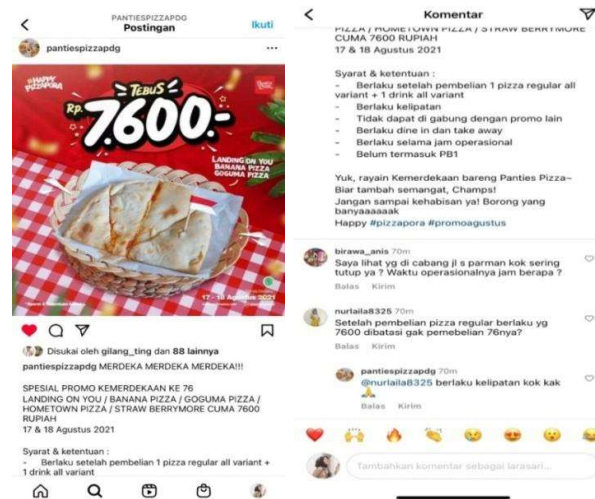 PANTIESPIZZAPDG
Postingan
Ikuti
pantiespizzapdg
#HAPPY
PIZZAPORA
TEBUS
Rp.
7.600.-
LANDING ON YOU
BANANA PIZZA
GOGUMA PIZZA
17 - 18 Agustus 2021
Disukai oleh gilang_ting dan 88 lainnya
pantiespizzapdg MERDEKA MERDEKA MERDEKA!!!
SPESIAL PROMO KEMERDEKAAN KE 76
LANDING ON YOU / BANANA PIZZA / GOGUMA PIZZA /
HOMETOWN PIZZA / STRAW BERRYMORE CUMA 7600
RUPIAH
17 & 18 Agustus 2021
Syarat & ketentuan :
- Berlaku setelah pembelian 1 pizza regular all variant +
1 drink all variant
Komentar
PIZZA / HOMETOWN PIZZA / STRAW BERRYMORE
CUMA 7600 RUPIAH
17 & 18 Agustus 2021
Syarat & ketentuan :
- Berlaku setelah pembelian 1 pizza regular all
variant + 1 drink all variant
- Berlaku kelipatan
- Tidak dapat di gabung dengan promo lain
- Berlaku dine in dan take away
- Berlaku selama jam operasional
- Belum termasuk PB1
Yuk, rayain Kemerdekaan bareng Panties Pizza~
Biar tambah semangat, Champs!
Jangan sampai kehabisan ya! Borong yang
banyaaaaaak
Happy #pizzapora #promoagustus
birawa_anis 70m
Saya lihat yg di cabang jl s parman kok sering
tutup ya ? Waktu operasionalnya jam berapa ?
Balas Kirim
nurlaila8325 70m
Setelah pembelian pizza regular berlaku yg
7600 dibatasi gak pemebelian 76nya?
Balas Kirim
pantiespizzapdg 70m
@nurlaila8325 berlaku kelipatan kok kak
🙏
Balas Kirim
Tambahkan komentar sebagai larasari...